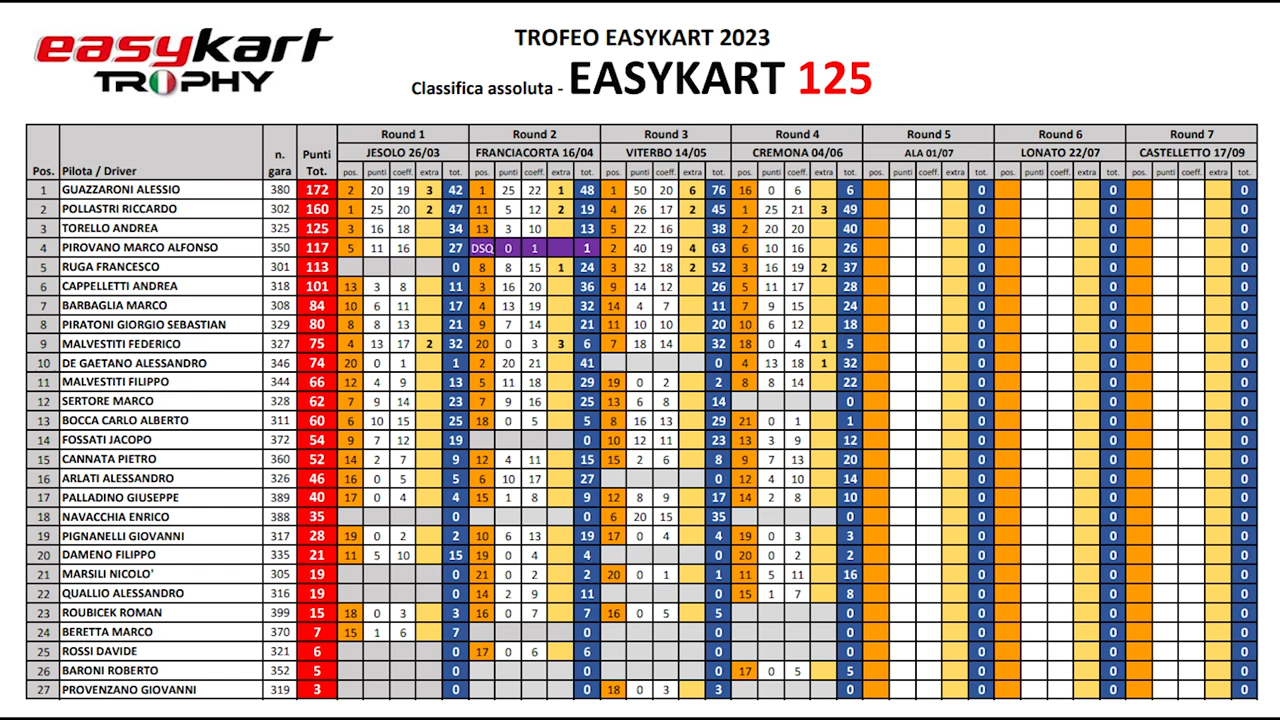 easykart
TROPHY
TROFEO EASYKART 2023
Classifica assoluta - EASYKART 125
Round 1 Round 2 Round 3 Round 4 Round 5 Round 6 Round 7
n. Punti JESOLO 26/03 FRANCIACORTA 16/04 VITERBO 14/05 CREMONA 04/06 ALA 01/07 LONATO 22/07 CASTELLETTO 17/09
Pos. Pilota / Driver gara Tot. pos. punti coeff. extra tot. pos. punti coeff. extra tot. pos. punti coeff. extra tot. pos. punti coeff. extra tot. pos. punti coeff. extra tot. pos. punti coeff. extra tot. pos. punti coeff. extra tot.
1 GUAZZARONI ALESSIO 380 172 2 20 19 3 42 1 25 22 1 48 1 50 20 6 76 16 0 6 6 0 0 0
2 POLLASTRI RICCARDO 302 160 1 25 20 2 47 11 5 12 2 19 4 26 17 2 45 1 25 21 3 49 0 0 0
3 TORELLO ANDREA 325 125 3 16 18 34 13 3 10 13 5 22 16 38 2 20 20 40 0 0 0
4 PIROVANO MARCO ALFONSO 350 117 5 11 16 27 DSQ 0 1 1 2 40 19 4 63 6 10 16 26 0 0 0
5 RUGA FRANCESCO 301 113 0 8 8 15 1 24 3 32 18 2 52 3 16 19 2 37 0 0 0
6 CAPPELLETTI ANDREA 318 101 13 3 8 11 3 16 20 36 9 14 12 26 5 11 17 28 0 0 0
7 BARBAGLIA MARCO 308 84 10 6 11 17 4 13 19 32 14 4 7 11 7 9 15 24 0 0 0
8 PIRATONI GIORGIO SEBASTIAN 329 80 8 8 13 21 9 7 14 21 11 10 10 20 10 6 12 18 0 0 0
9 MALVESTITI FEDERICO 327 75 4 13 17 2 32 20 0 3 3 6 7 18 14 32 18 0 4 1 5 0 0 0
10 DE GAETANO ALESSANDRO 346 74 20 0 1 1 2 20 21 41 0 4 13 18 1 32 0 0 0
11 MALVESTITI FILIPPO 344 66 12 4 9 13 5 11 18 29 19 0 2 2 8 8 14 22 0 0 0
12 SERTORE MARCO 328 62 7 9 14 23 7 9 16 25 13 6 8 14 0 0 0 0
13 BOCCA CARLO ALBERTO 311 60 6 10 15 25 18 0 5 5 8 16 13 29 21 0 1 1 0 0 0
14 FOSSATI JACOPO 372 54 9 7 12 19 0 10 12 11 23 13 3 9 12 0 0 0
15 CANNATA PIETRO 360 52 14 2 7 9 12 4 11 15 15 2 6 8 9 7 13 20 0 0 0
16 ARLATI ALESSANDRO 326 46 16 0 5 5 6 10 17 27 0 12 4 10 14 0 0 0
17 PALLADINO GIUSEPPE 389 40 17 0 4 4 15 1 8 9 12 8 9 17 14 2 8 10 0 0 0
18 NAVACCHIA ENRICO 388 35 0 0 6 20 15 35 0 0 0 0
19 PIGNANELLI GIOVANNI 317 28 19 0 2 2 10 6 13 19 17 0 4 4 19 0 3 3 0 0 0
20 DAMENO FILIPPO 335 21 11 5 10 15 19 0 4 4 0 20 0 2 2 0 0 0
21 MARSILI NICOLO' 305 19 0 21 0 2 2 20 0 1 1 11 5 11 16 0 0 0
22 QUALLIO ALESSANDRO 316 19 0 14 2 9 11 0 15 1 7 8 0 0 0
23 ROUBICEK ROMAN 399 15 18 0 3 3 16 0 7 7 16 0 5 5 0 0 0 0
24 BERETTA MARCO 370 7 15 1 6 7 0 0 0 0 0 0
25 ROSSI DAVIDE 321 6 0 17 0 6 6 0 0 0 0 0
26 BARONI ROBERTO 352 5 0 0 0 17 0 5 5 0 0 0
27 PROVENZANO GIOVANNI 319 3 0 0 18 0 3 3 0 0 0 0